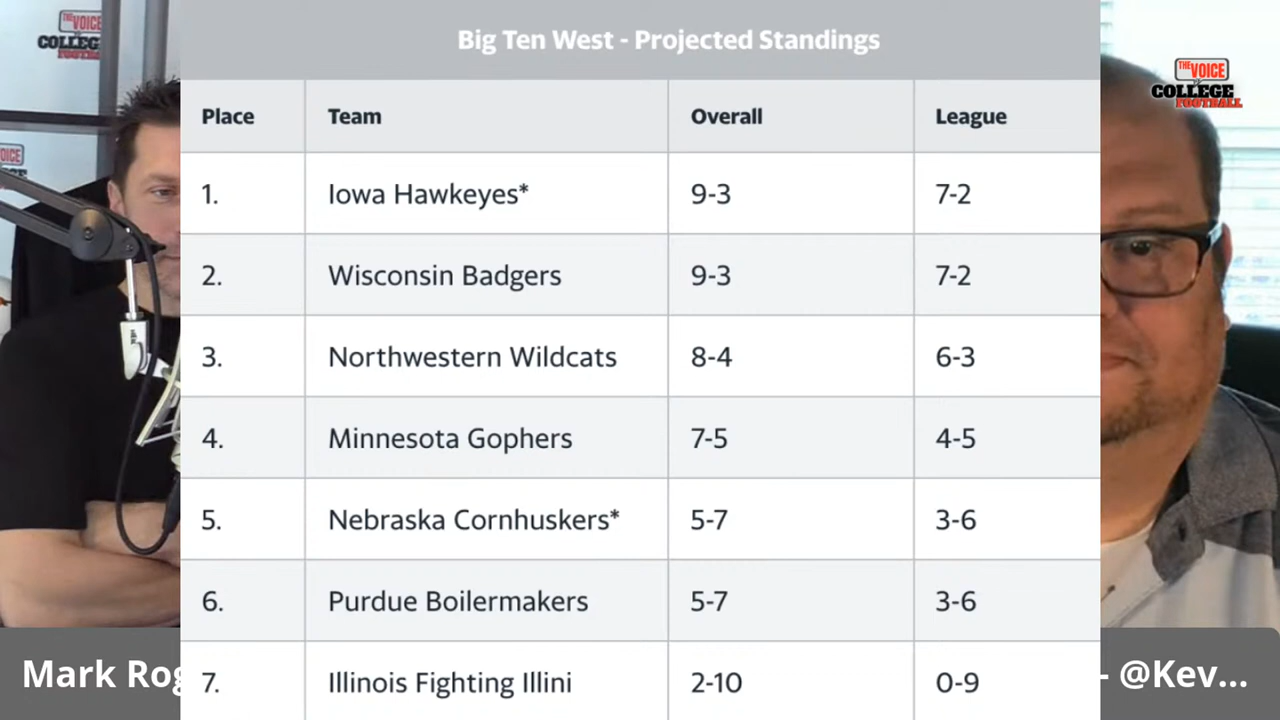 Big Ten West - Projected Standings
Place Team Overall League
1. Iowa Hawkeyes* 9-3 7-2
2. Wisconsin Badgers 9-3 7-2
3. Northwestern Wildcats 8-4 6-3
4. Minnesota Gophers 7-5 4-5
5. Nebraska Cornhuskers* 5-7 3-6
6. Purdue Boilermakers 5-7 3-6
7. Illinois Fighting Illini 2-10 0-9
THE VOICE
COLLEGE
FOOTBALL
THE VOICE
COLLEGE
FOOTBALL
VOICE
Mark Rog
- @Kev...